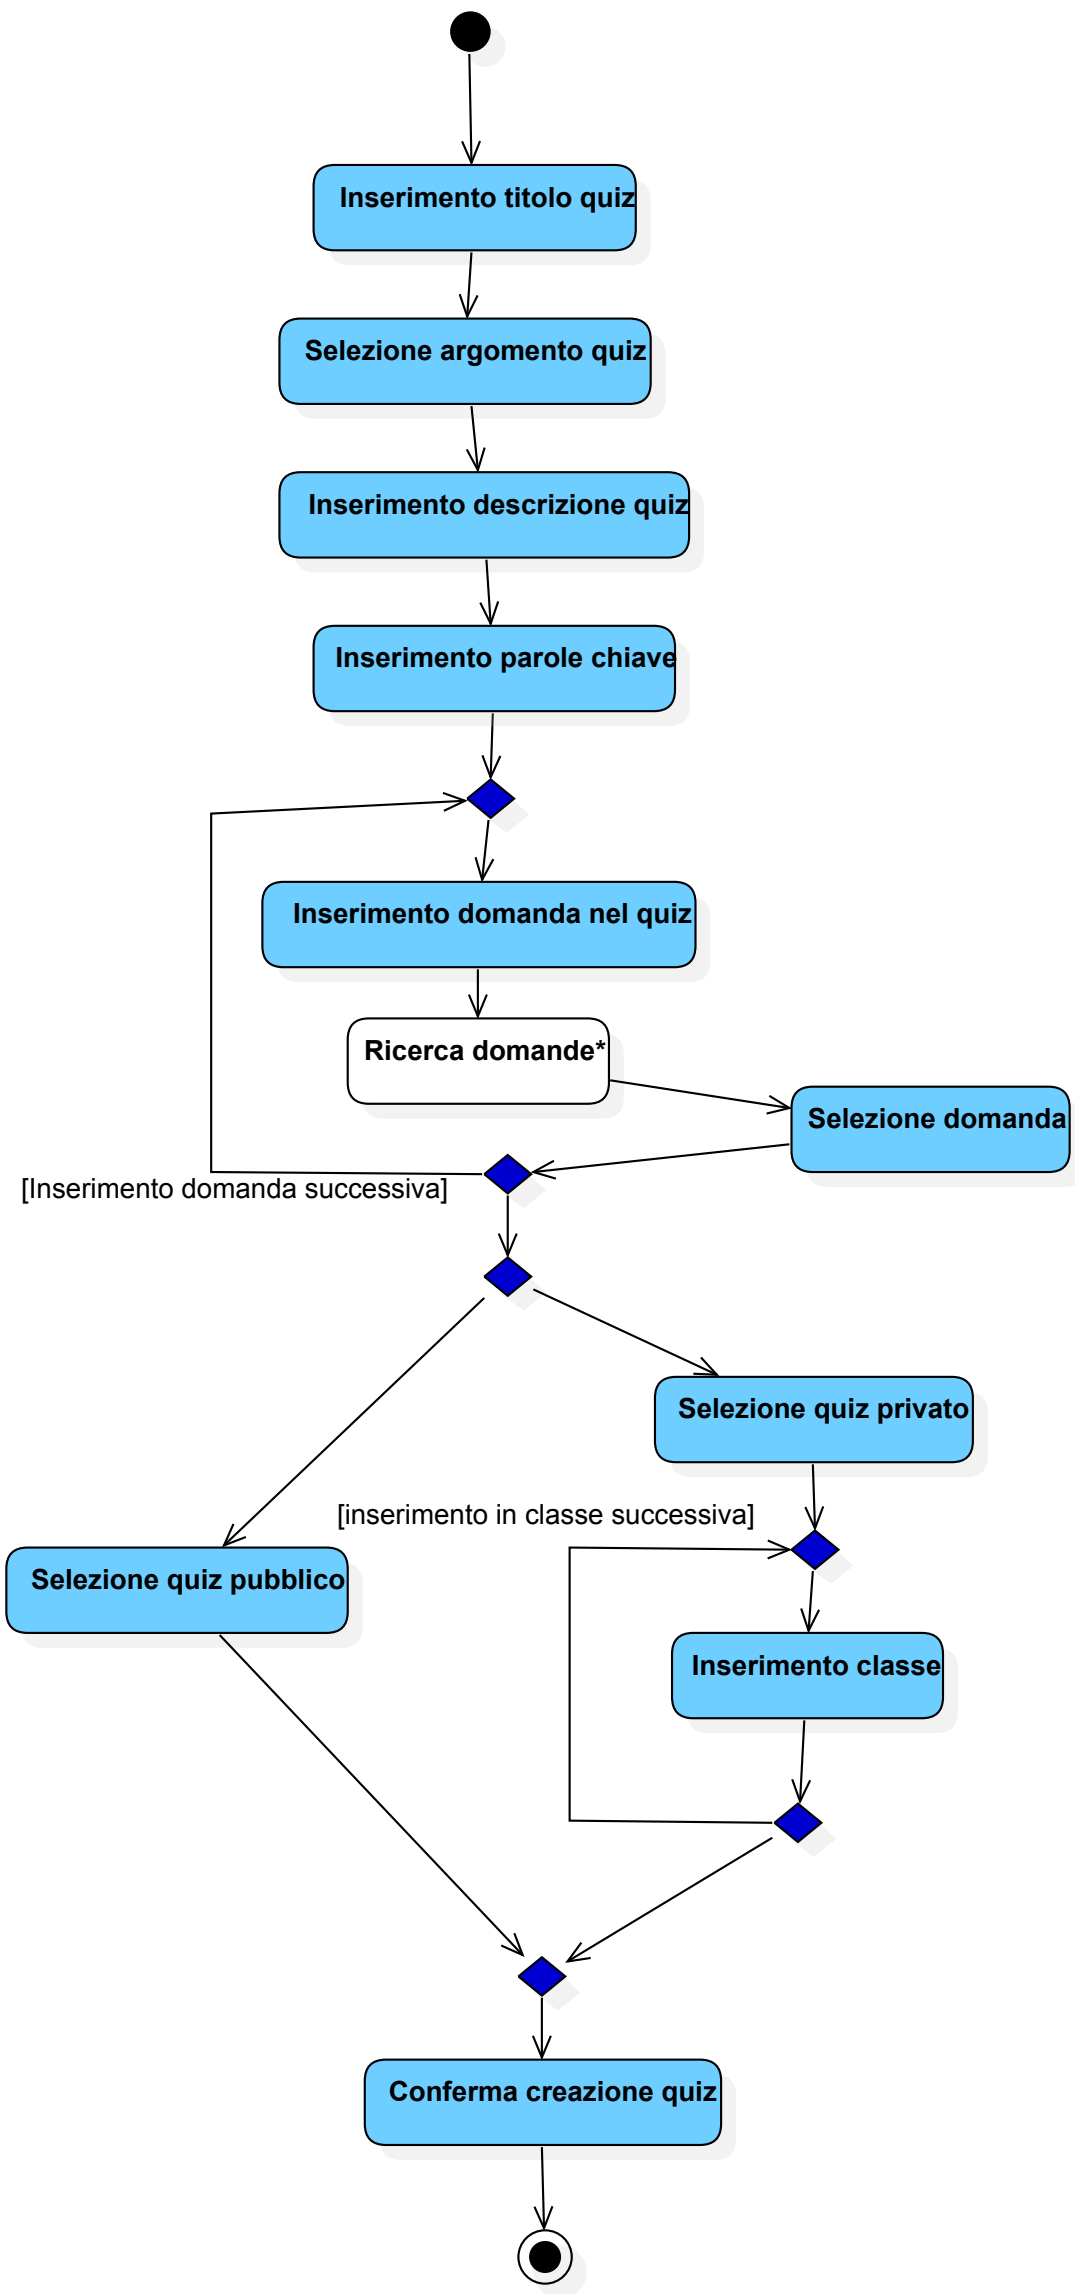 Inserimento titolo quiz
Selezione argomento quiz
Inserimento descrizione quiz
Inserimento parole chiave
Inserimento domanda nel quiz
Ricerca domande*
Selezione domanda
[Inserimento domanda successiva]
Selezione quiz privato
[inserimento in classe successiva]
Selezione quiz pubblico
Inserimento classe
Conferma creazione quiz